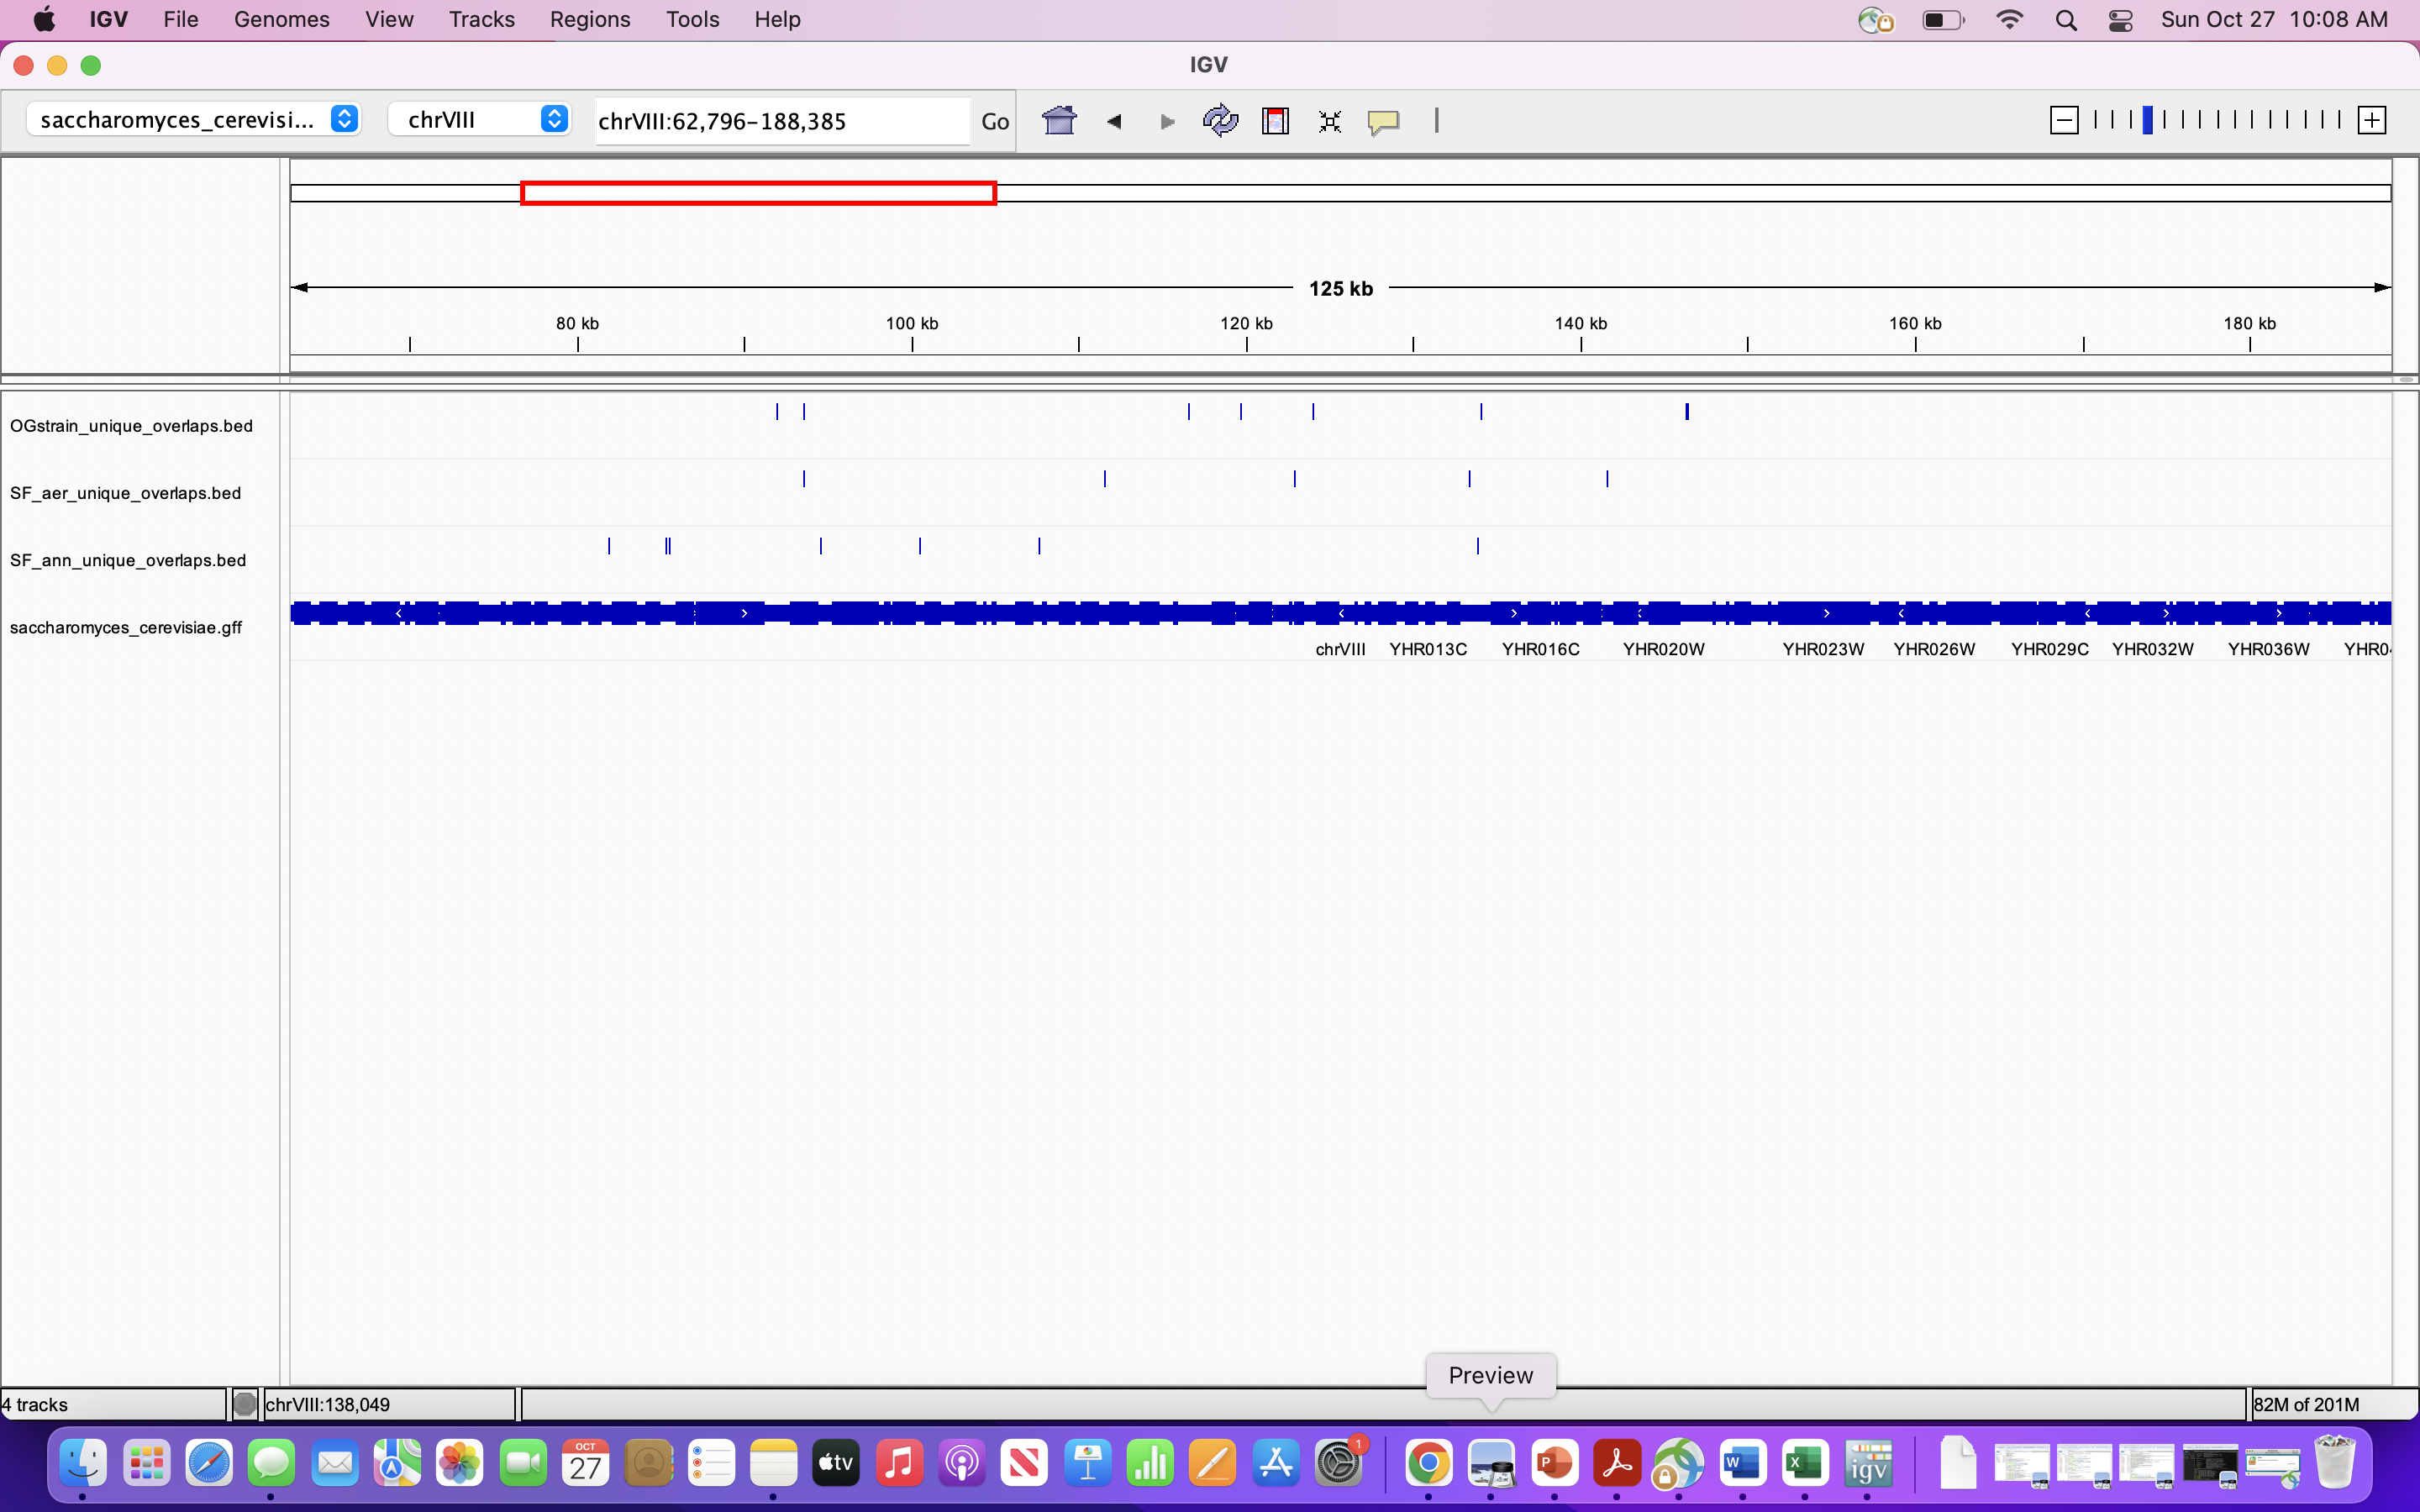 IGV File Genomes View Tracks Regions Tools Help Sun Oct 27 10:08 AM
IGV
saccharomyces_cerevisi... chrVIII chrVIII:62,796-188,385 Go
125 kb
80 kb 100 kb 120 kb 140 kb 160 kb 180 kb
OGstrain_unique_overlaps.bed
SF_aer_unique_overlaps.bed
SF_ann_unique_overlaps.bed
saccharomyces_cerevisiae.gff
chrVIII YHR013C YHR016C YHR020W YHR023W YHR026W YHR029C YHR032W YHR036W YHR04
Preview
4 tracks chrVIII:138,049 82M of 201M
OCT
27
tv
1
P
W
X
igv